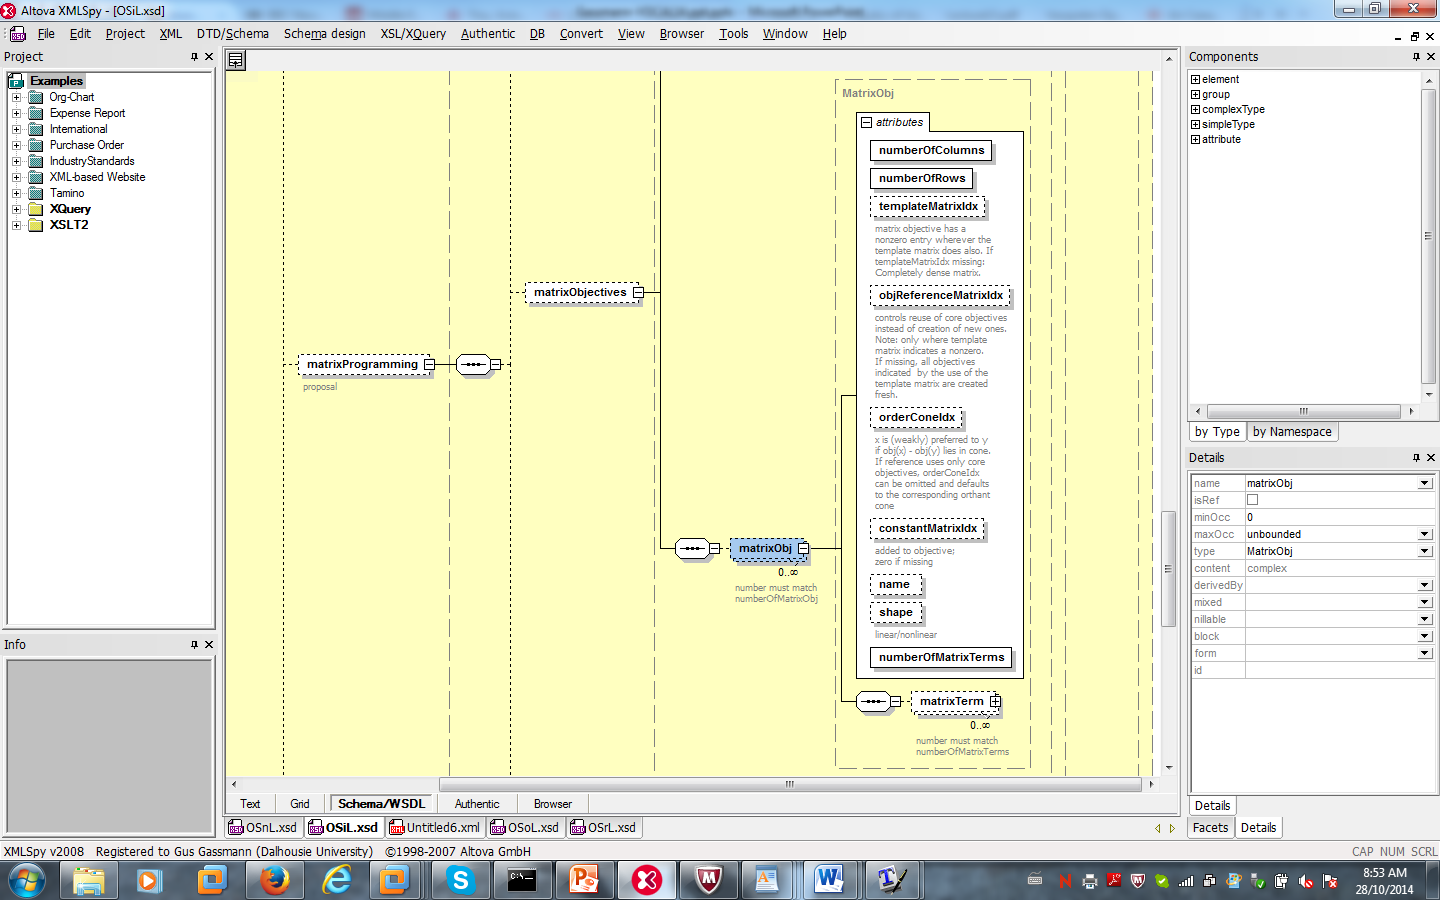 Altova XMLSpy - [OSiL.xsd]
File Edit Project XML DTD/Schema Schema design XSL/XQuery Authentic DB Convert View Browser Tools Window Help
Project
Examples
Org-Chart
Expense Report
International
Purchase Order
IndustryStandards
XML-based Website
Tamino
XQuery
XSLT2
Info
matrixProgramming
proposal
matrixObjectives
matrixObj
0..∞
number must match
numberOfMatrixObj
MatrixObj
attributes
numberOfColumns
numberOfRows
templateMatrixIdx
matrix objective has a
nonzero entry wherever the
template matrix does also. If
templateMatrixIdx missing:
Completely dense matrix.
objReferenceMatrixIdx
controls reuse of core objectives
instead of creation of new ones.
Note: only where template
matrix indicates a nonzero.
If missing, all objectives
indicated by the use of the
template matrix are created
fresh.
orderConeIdx
x is (weakly) preferred to y
if obj(x) - obj(y) lies in cone.
If reference uses only core
objectives, orderConeIdx
can be omitted and defaults
to the corresponding orthant
cone
constantMatrixIdx
added to objective;
zero if missing
name
shape
linear/nonlinear
numberOfMatrixTerms
matrixTerm
0..∞
number must match
numberOfMatrixTerms
Text Grid Schema/WSDL Authentic Browser
OSnL.xsd OSiL.xsd Untitled6.xml OSoL.xsd OSrL.xsd
Components
element
group
complexType
simpleType
attribute
by Type by Namespace
Details
name matrixObj
isRef
minOcc 0
maxOcc unbounded
type MatrixObj
content complex
derivedBy
mixed
nillable
block
form
id
Details
Facets Details
XMLSpy v2008 Registered to Gus Gassmann (Dalhousie University) ©1998-2007 Altova GmbH
CAP NUM SCRL
8:53 AM
28/10/2014